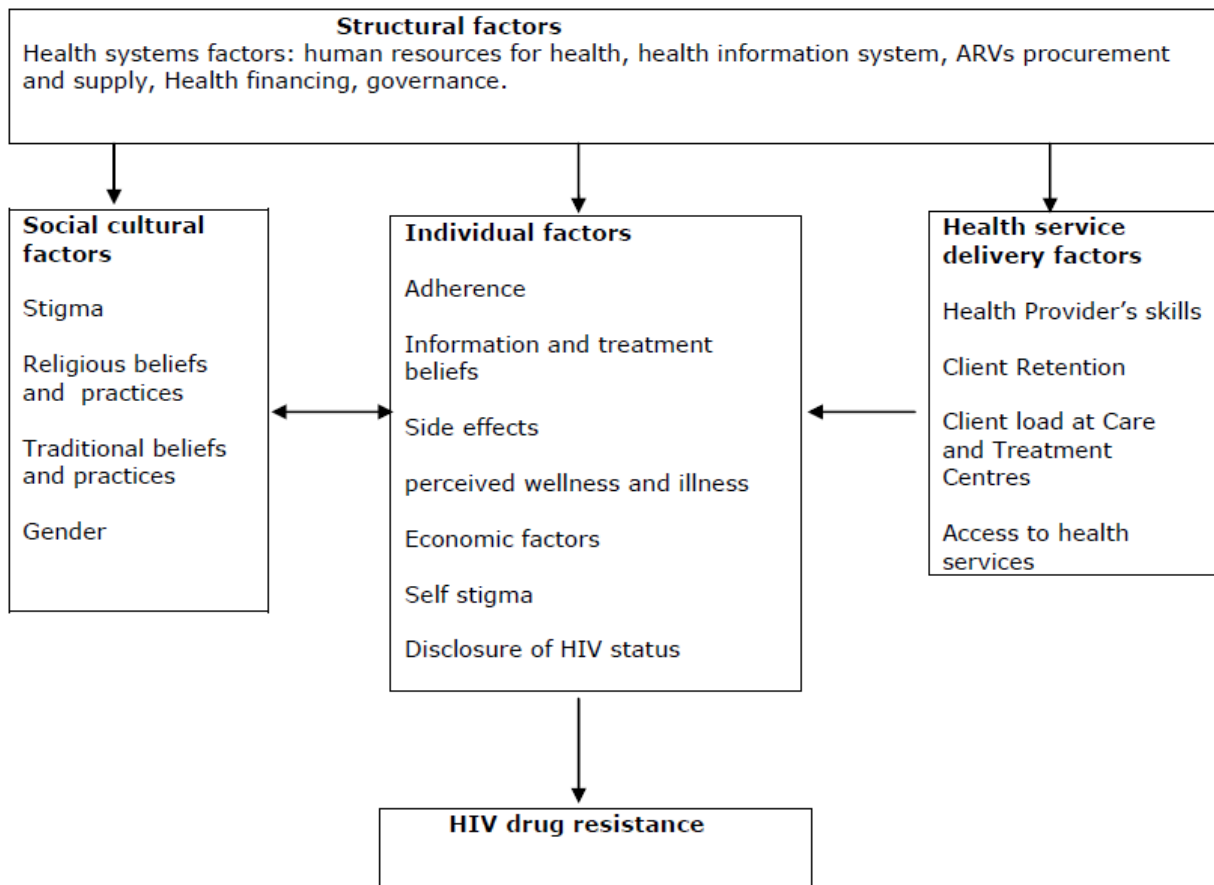 Structural factors
Health systems factors: human resources for health, health information system, ARVs procurement
and supply, Health financing, governance.
Social cultural
factors
Stigma
Religious beliefs
and practices
Traditional beliefs
and practices
Gender
Individual factors
Adherence
Information and treatment
beliefs
Side effects
perceived wellness and illness
Economic factors
Self stigma
Disclosure of HIV status
Health service
delivery factors
Health Provider’s skills
Client Retention
Client load at Care
and Treatment
Centres
Access to health
services
HIV drug resistance